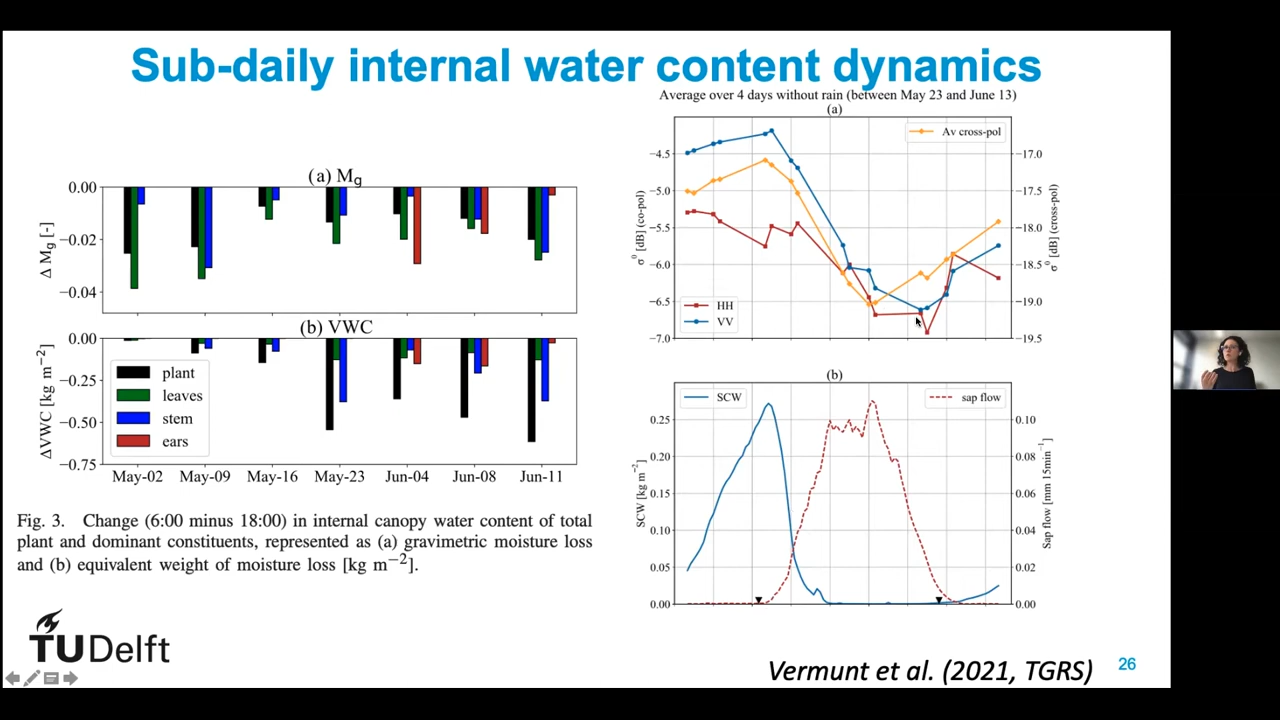 Sub-daily internal water content dynamics
Average over 4 days without rain (between May 23 and June 13)
(a)
Av cross-pol
−4.5
−5.0
−5.5
−6.0
−6.5
−7.0
σ⁰ [dB] (co-pol)
HH
VV
−17.0
−17.5
−18.0
−18.5
−19.0
−19.5
σ⁰ [dB] (cross-pol)
(a) Mg
0.00
−0.02
−0.04
Δ Mg [-]
(b) VWC
0.00
−0.25
−0.50
−0.75
ΔVWC [kg m−2]
plant
leaves
stem
ears
May-02 May-09 May-16 May-23 Jun-04 Jun-08 Jun-11
(b)
SCW
sap flow
0.25
0.20
0.15
0.10
0.05
0.00
SCW [kg m−2]
0.10
0.08
0.06
0.04
0.02
0.00
Sap flow [mm 15min−1]
Fig. 3. Change (6:00 minus 18:00) in internal canopy water content of total
plant and dominant constituents, represented as (a) gravimetric moisture loss
and (b) equivalent weight of moisture loss [kg m−2].
TUDelft
Vermunt et al. (2021, TGRS)
26